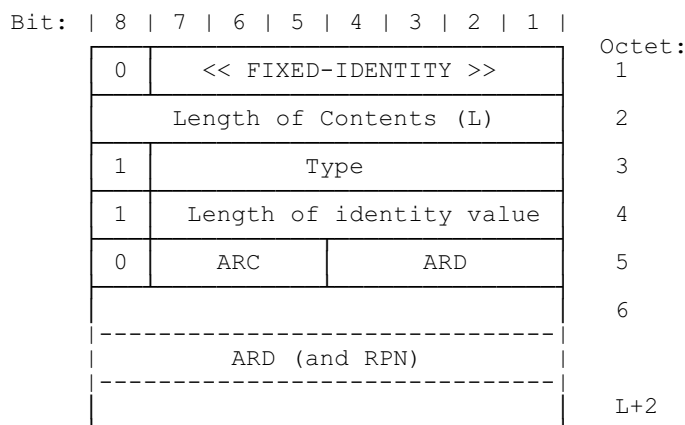 Bit: | 8 | 7 | 6 | 5 | 4 | 3 | 2 | 1 |
Octet:
0 << FIXED-IDENTITY >> 1
Length of Contents (L) 2
1 Type 3
1 Length of identity value 4
0 ARC ARD 5
6
ARD (and RPN)
L+2